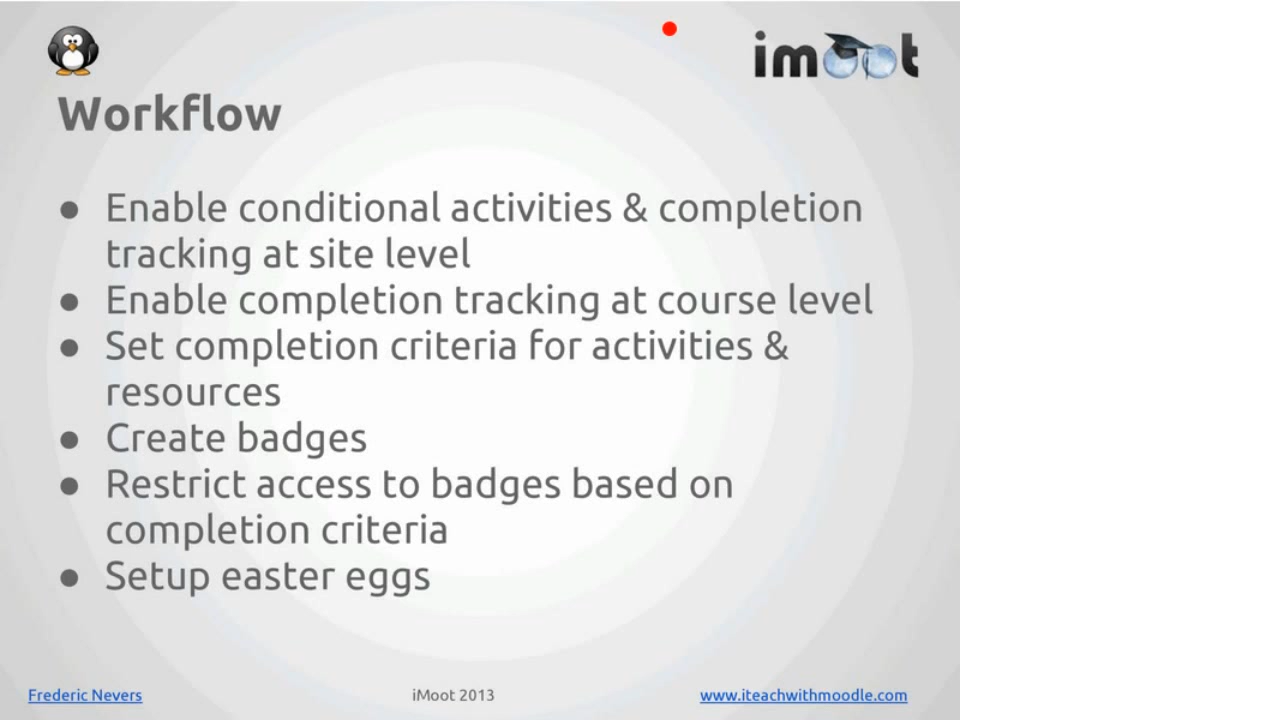 imoot
Workflow
● Enable conditional activities & completion
tracking at site level
● Enable completion tracking at course level
● Set completion criteria for activities &
resources
● Create badges
● Restrict access to badges based on
completion criteria
● Setup easter eggs
Frederic Nevers
iMoot 2013
www.iteachwithmoodle.com